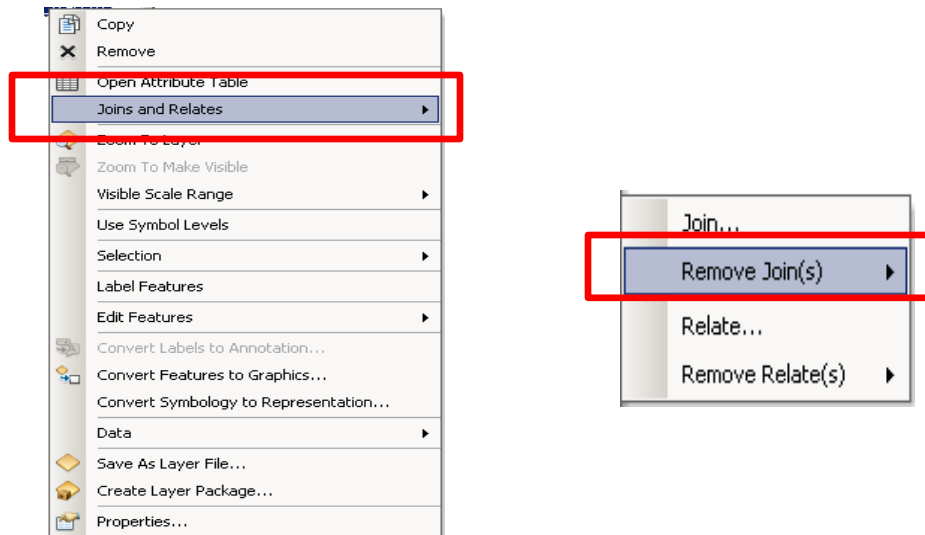 Copy
Remove
Open Attribute Table
Joins and Relates
Zoom To Layer
Zoom To Make Visible
Visible Scale Range
Use Symbol Levels
Selection
Label Features
Edit Features
Convert Labels to Annotation...
Convert Features to Graphics...
Convert Symbology to Representation...
Data
Save As Layer File...
Create Layer Package...
Properties...
Join...
Remove Join(s)
Relate...
Remove Relate(s)